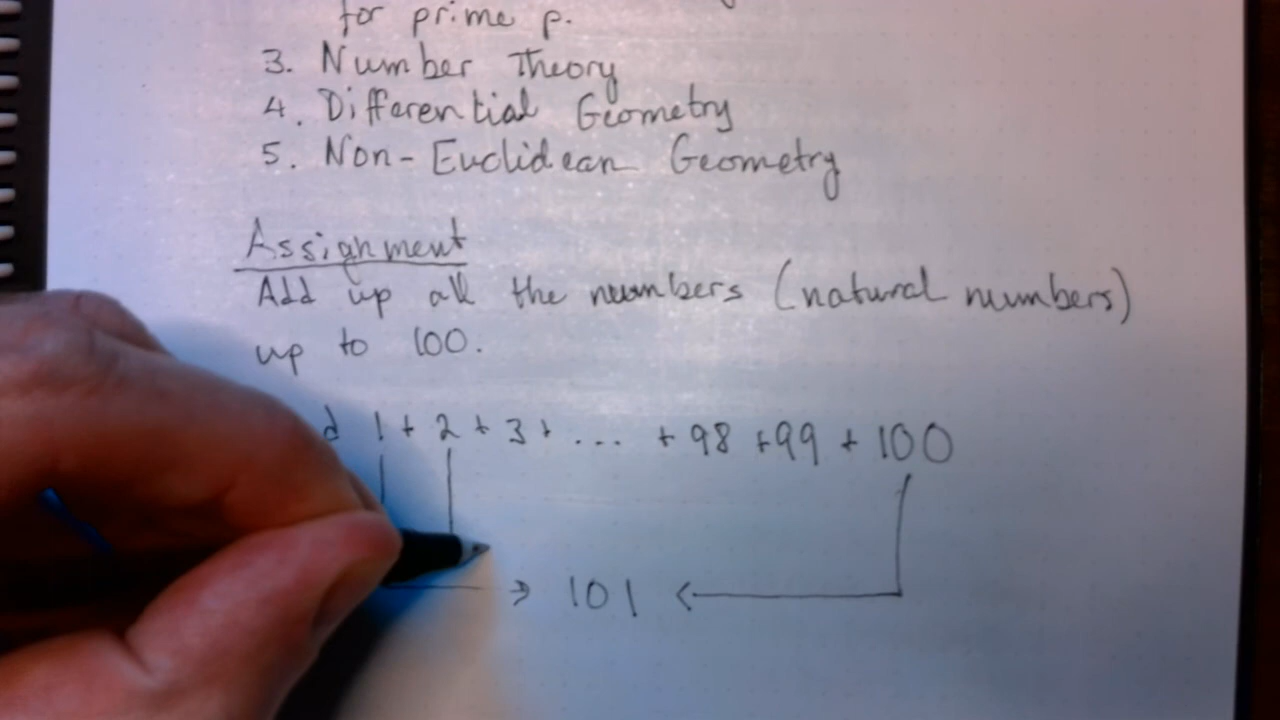 for prime p.
3. Number Theory
4. Differential Geometry
5. Non-Euclidean Geometry
Assignment
Add up all the numbers (natural numbers)
up to 100.
d 1 + 2 + 3 + ... + 98 + 99 + 100
→ 101 ←